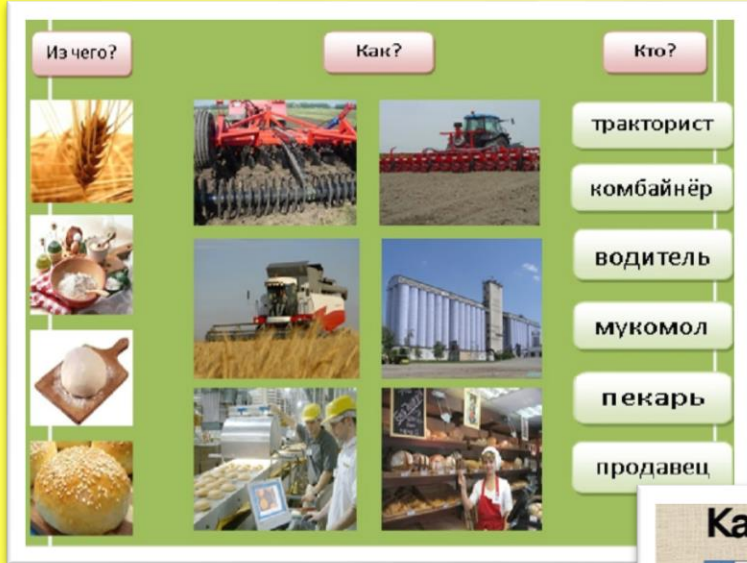 Из чего?
Как?
Кто?
тракторист
комбайнёр
водитель
мукомол
пекарь
продавец
Ка